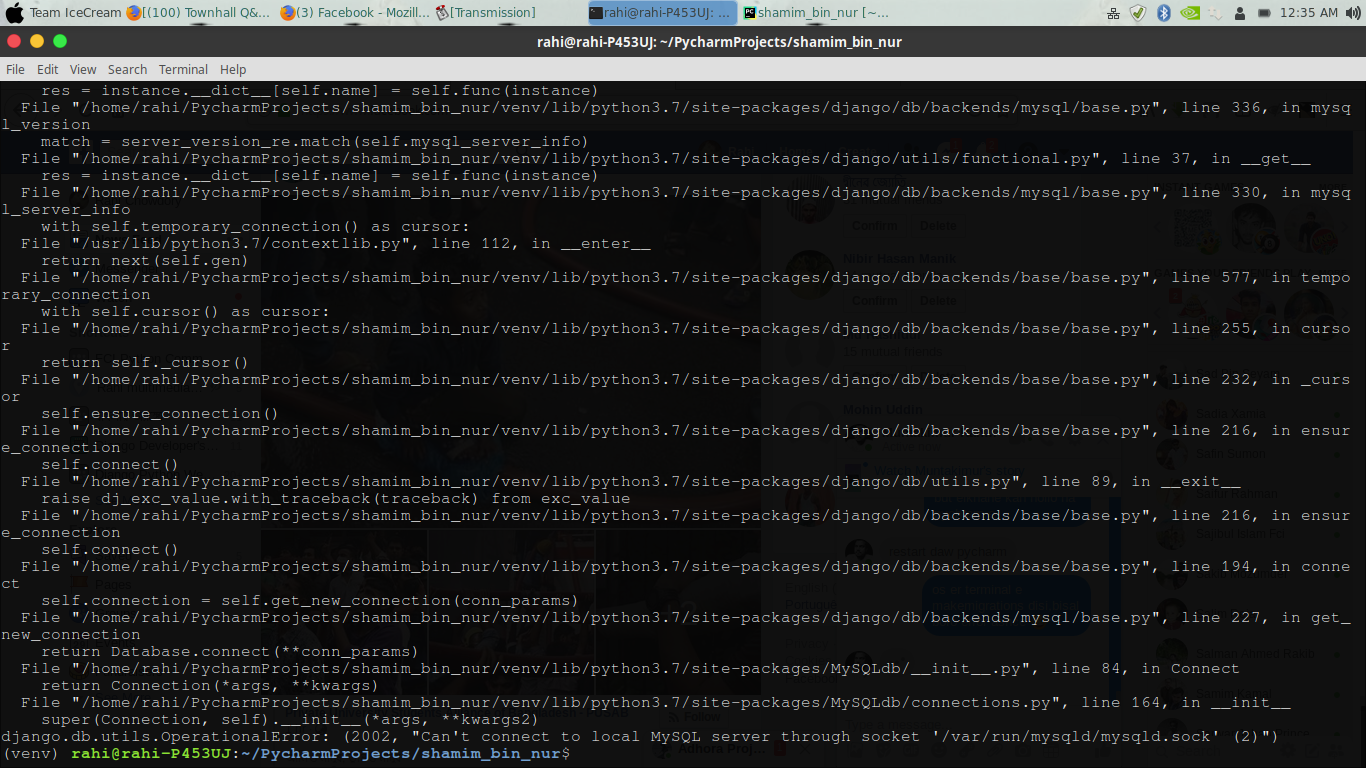 Team IceCream
[(100) Townhall Q&...
(3) Facebook - Mozill...
[Transmission]
rahi@rahi-P453UJ: ...
shamim_bin_nur [~...
12:35 AM
rahi@rahi-P453UJ: ~/PycharmProjects/shamim_bin_nur
File Edit View Search Terminal Help
    res = instance.__dict__[self.name] = self.func(instance)
  File "/home/rahi/PycharmProjects/shamim_bin_nur/venv/lib/python3.7/site-packages/django/db/backends/mysql/base.py", line 336, in mysq
l_version
    match = server_version_re.match(self.mysql_server_info)
  File "/home/rahi/PycharmProjects/shamim_bin_nur/venv/lib/python3.7/site-packages/django/utils/functional.py", line 37, in __get__
    res = instance.__dict__[self.name] = self.func(instance)
  File "/home/rahi/PycharmProjects/shamim_bin_nur/venv/lib/python3.7/site-packages/django/db/backends/mysql/base.py", line 330, in mysq
l_server_info
    with self.temporary_connection() as cursor:
  File "/usr/lib/python3.7/contextlib.py", line 112, in __enter__
    return next(self.gen)
  File "/home/rahi/PycharmProjects/shamim_bin_nur/venv/lib/python3.7/site-packages/django/db/backends/base/base.py", line 577, in tempo
rary_connection
    with self.cursor() as cursor:
  File "/home/rahi/PycharmProjects/shamim_bin_nur/venv/lib/python3.7/site-packages/django/db/backends/base/base.py", line 255, in curso
r
    return self._cursor()
  File "/home/rahi/PycharmProjects/shamim_bin_nur/venv/lib/python3.7/site-packages/django/db/backends/base/base.py", line 232, in _curs
or
    self.ensure_connection()
  File "/home/rahi/PycharmProjects/shamim_bin_nur/venv/lib/python3.7/site-packages/django/db/backends/base/base.py", line 216, in ensur
e_connection
    self.connect()
  File "/home/rahi/PycharmProjects/shamim_bin_nur/venv/lib/python3.7/site-packages/django/db/utils.py", line 89, in __exit__
    raise dj_exc_value.with_traceback(traceback) from exc_value
  File "/home/rahi/PycharmProjects/shamim_bin_nur/venv/lib/python3.7/site-packages/django/db/backends/base/base.py", line 216, in ensur
e_connection
    self.connect()
  File "/home/rahi/PycharmProjects/shamim_bin_nur/venv/lib/python3.7/site-packages/django/db/backends/base/base.py", line 194, in conne
ct
    self.connection = self.get_new_connection(conn_params)
  File "/home/rahi/PycharmProjects/shamim_bin_nur/venv/lib/python3.7/site-packages/django/db/backends/mysql/base.py", line 227, in get_
new_connection
    return Database.connect(**conn_params)
  File "/home/rahi/PycharmProjects/shamim_bin_nur/venv/lib/python3.7/site-packages/MySQLdb/__init__.py", line 84, in Connect
    return Connection(*args, **kwargs)
  File "/home/rahi/PycharmProjects/shamim_bin_nur/venv/lib/python3.7/site-packages/MySQLdb/connections.py", line 164, in __init__
    super(Connection, self).__init__(*args, **kwargs2)
django.db.utils.OperationalError: (2002, "Can't connect to local MySQL server through socket '/var/run/mysqld/mysqld.sock' (2)")
(venv) rahi@rahi-P453UJ:~/PycharmProjects/shamim_bin_nur$